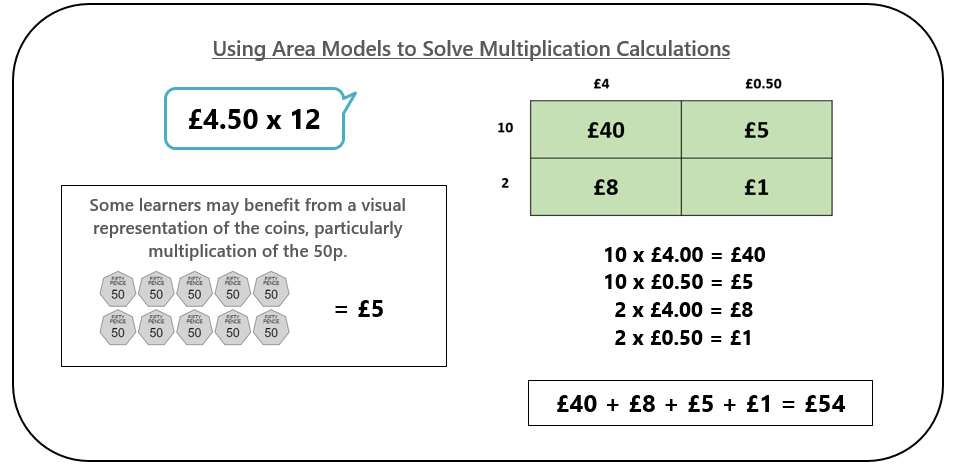 Using Area Models to Solve Multiplication Calculations
£4.50 x 12
£4 £0.50
10 £40 £5
2 £8 £1
Some learners may benefit from a visual
representation of the coins, particularly
multiplication of the 50p.
FIFTY FIFTY FIFTY FIFTY FIFTY
PENCE PENCE PENCE PENCE PENCE
50 50 50 50 50
FIFTY FIFTY FIFTY FIFTY FIFTY
PENCE PENCE PENCE PENCE PENCE
50 50 50 50 50
= £5
10 x £4.00 = £40
10 x £0.50 = £5
2 x £4.00 = £8
2 x £0.50 = £1
£40 + £8 + £5 + £1 = £54